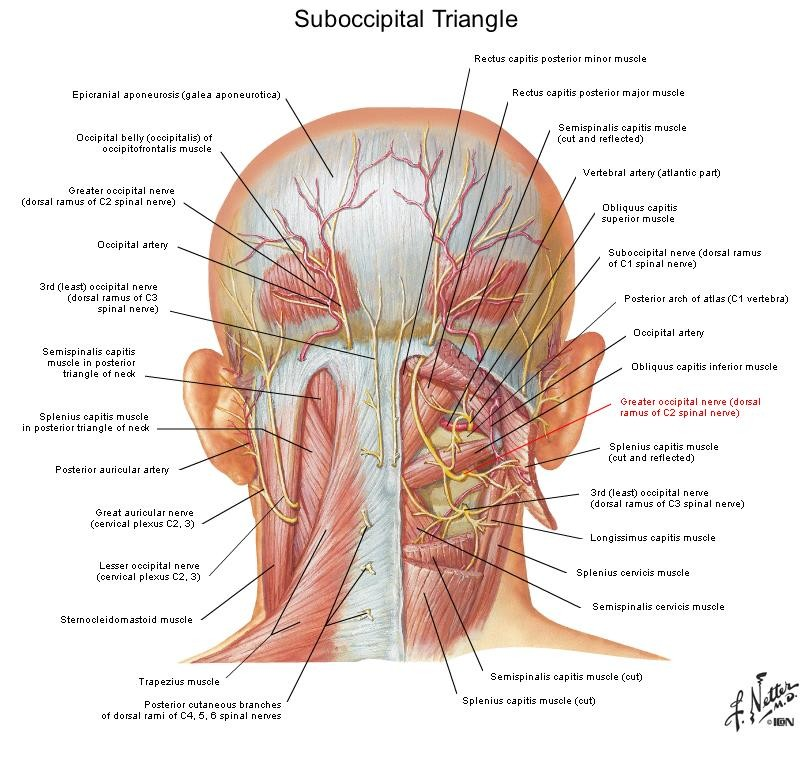 Suboccipital Triangle
Epicranial aponeurosis (galea aponeurotica)
Occipital belly (occipitalis) of
occipitofrontalis muscle
Greater occipital nerve
(dorsal ramus of C2 spinal nerve)
Occipital artery
3rd (least) occipital nerve
(dorsal ramus of C3
spinal nerve)
Semispinalis capitis
muscle in posterior
triangle of neck
Splenius capitis muscle
in posterior triangle of neck
Posterior auricular artery
Great auricular nerve
(cervical plexus C2, 3)
Lesser occipital nerve
(cervical plexus C2, 3)
Sternocleidomastoid muscle
Trapezius muscle
Posterior cutaneous branches
of dorsal rami of C4, 5, 6 spinal nerves
Rectus capitis posterior minor muscle
Rectus capitis posterior major muscle
Semispinalis capitis muscle
(cut and reflected)
Vertebral artery (atlantic part)
Obliquus capitis
superior muscle
Suboccipital nerve (dorsal ramus
of C1 spinal nerve)
Posterior arch of atlas (C1 vertebra)
Occipital artery
Obliquus capitis inferior muscle
Greater occipital nerve (dorsal
ramus of C2 spinal nerve)
Splenius capitis muscle
(cut and reflected)
3rd (least) occipital nerve
(dorsal ramus of C3 spinal nerve)
Longissimus capitis muscle
Splenius cervicis muscle
Semispinalis cervicis muscle
Semispinalis capitis muscle (cut)
Splenius capitis muscle (cut)
F. Netter
M.D.
©ICON